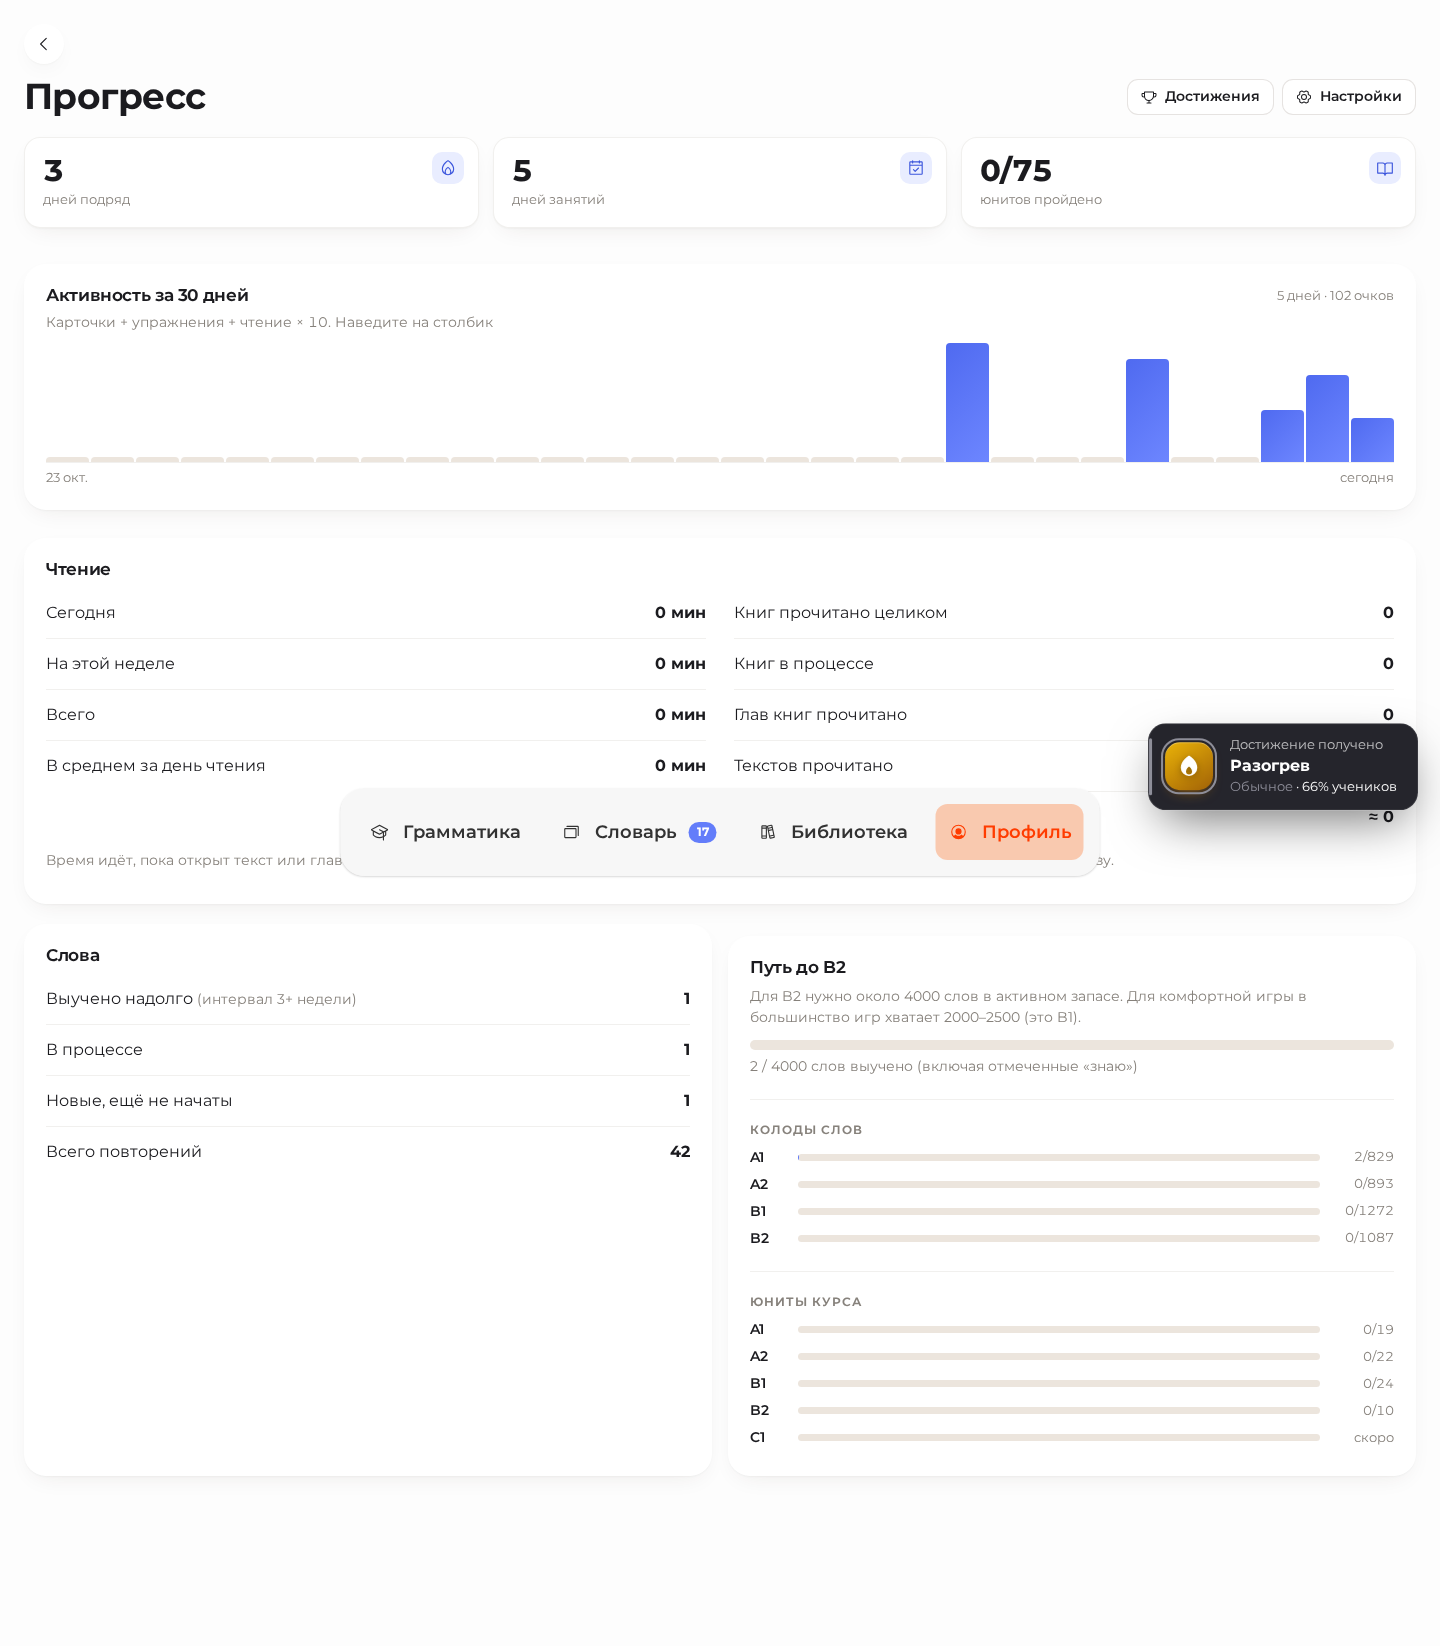 Прогресс
Достижения
Настройки
3
дней подряд
5
дней занятий
0/75
юнитов пройдено
Активность за 30 дней
5 дней · 102 очков
Карточки + упражнения + чтение × 10. Наведите на столбик
23 окт.
сегодня
Чтение
Сегодня
0 мин
На этой неделе
0 мин
Всего
0 мин
В среднем за день чтения
0 мин
Книг прочитано целиком
0
Книг в процессе
0
Глав книг прочитано
0
Текстов прочитано
≈ 0
Достижение получено
Разогрев
Обычное · 66% учеников
Время идёт, пока открыт текст или глав
зу.
Грамматика
Словарь 17
Библиотека
Профиль
Слова
Выучено надолго (интервал 3+ недели)
1
В процессе
1
Новые, ещё не начаты
1
Всего повторений
42
Путь до B2
Для B2 нужно около 4000 слов в активном запасе. Для комфортной игры в
большинство игр хватает 2000–2500 (это B1).
2 / 4000 слов выучено (включая отмеченные «знаю»)
КОЛОДЫ СЛОВ
A1 2/829
A2 0/893
B1 0/1272
B2 0/1087
ЮНИТЫ КУРСА
A1 0/19
A2 0/22
B1 0/24
B2 0/10
C1 скоро